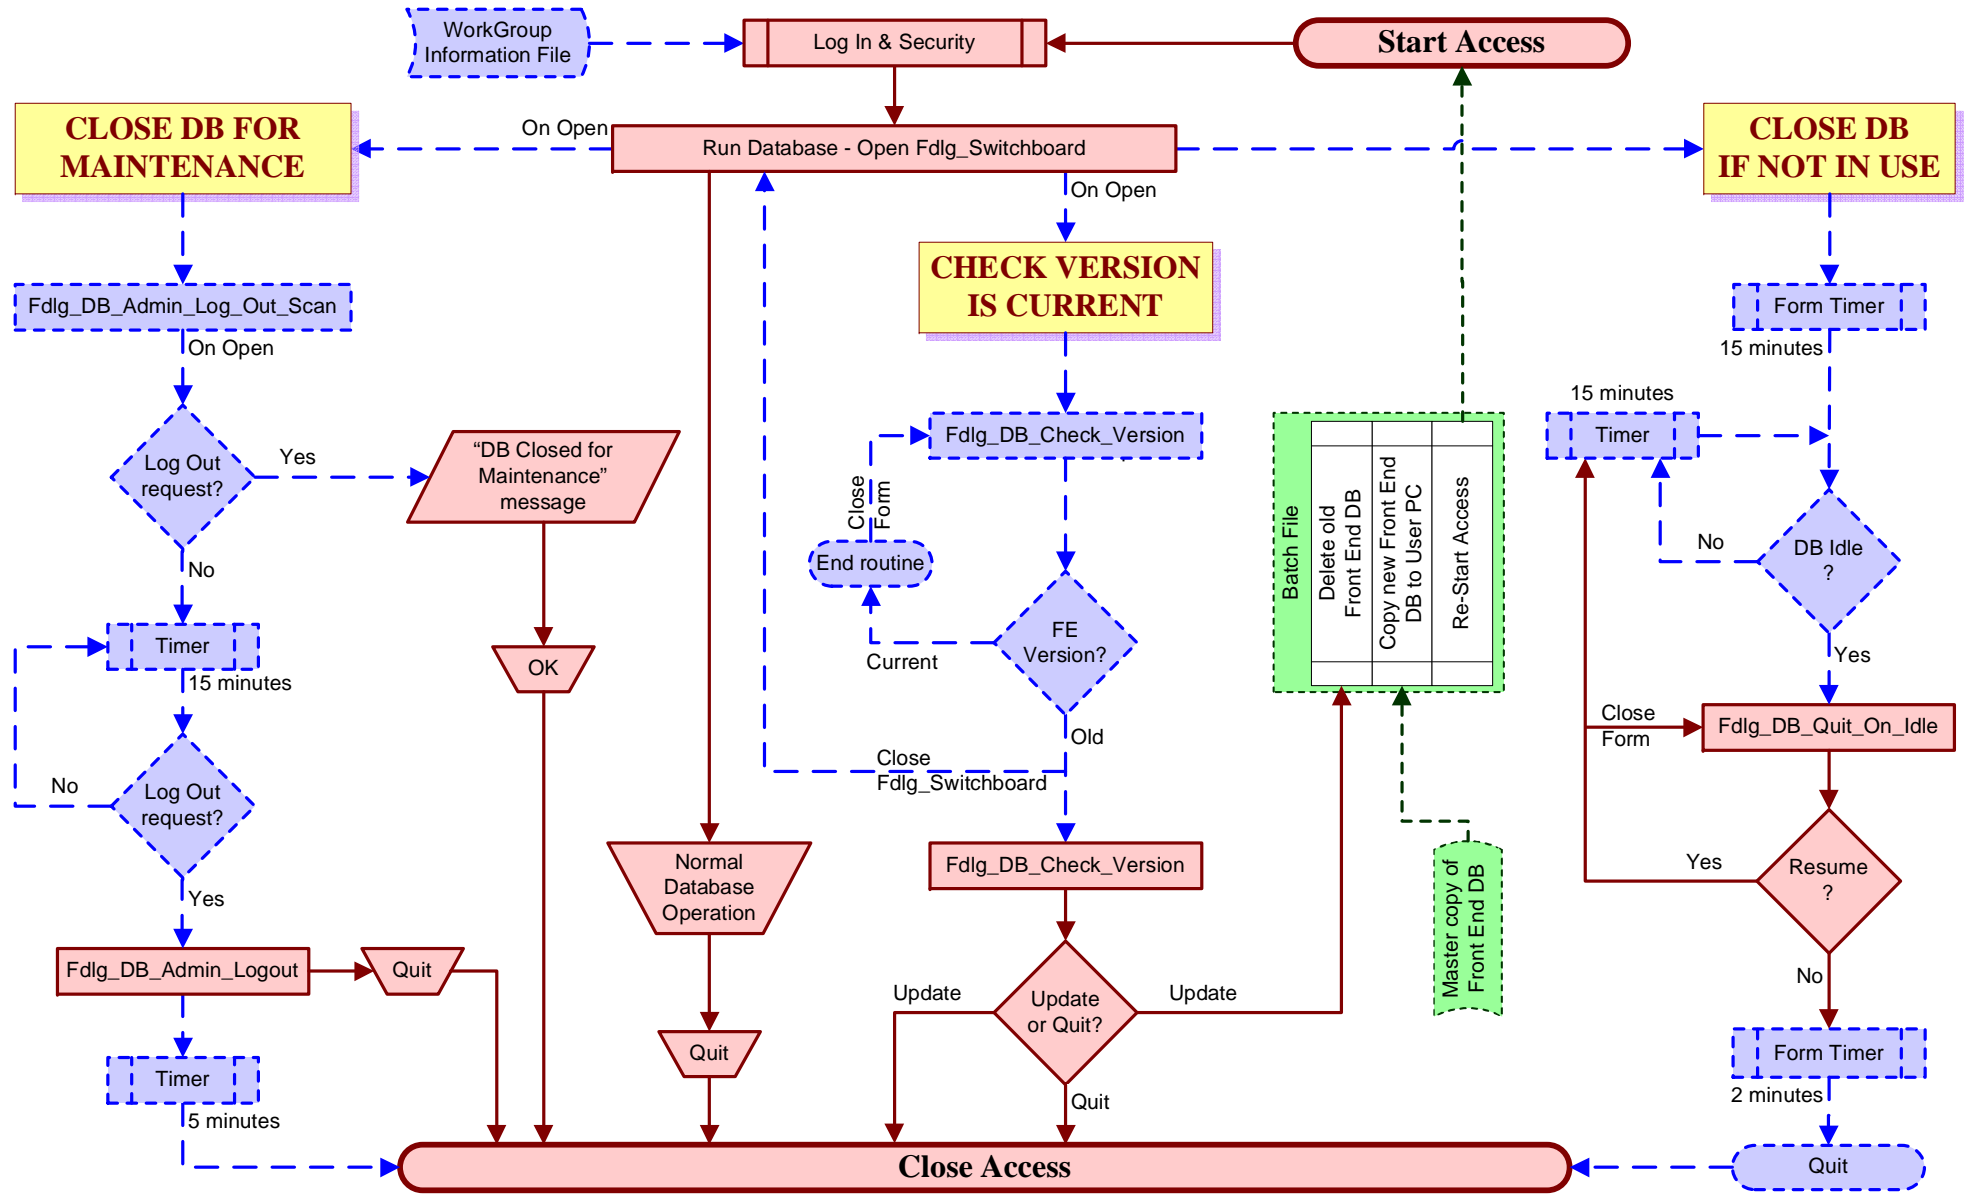 WorkGroup
Information File
Log In & Security
Start Access
CLOSE DB FOR
MAINTENANCE
On Open
Run Database - Open Fdlg_Switchboard
CLOSE DB
IF NOT IN USE
On Open
CHECK VERSION
IS CURRENT
Fdlg_DB_Admin_Log_Out_Scan
On Open
Form Timer
15 minutes
15 minutes
Timer
Log Out
request?
Yes
“DB Closed for
Maintenance”
message
Fdlg_DB_Check_Version
Close
Form
End routine
Current
FE
Version?
Old
Close
Fdlg_Switchboard
Batch File
Delete old
Front End DB
Copy new Front End
DB to User PC
Re-Start Access
No
DB Idle
?
Yes
No
Timer
15 minutes
OK
Close
Form
Fdlg_DB_Quit_On_Idle
No
Log Out
request?
Yes
Normal
Database
Operation
Fdlg_DB_Check_Version
Master copy of
Front End DB
Yes
Resume
?
No
Fdlg_DB_Admin_Logout
Quit
Update
Update
or Quit?
Update
Quit
Quit
Timer
5 minutes
Form Timer
2 minutes
Quit
Close Access